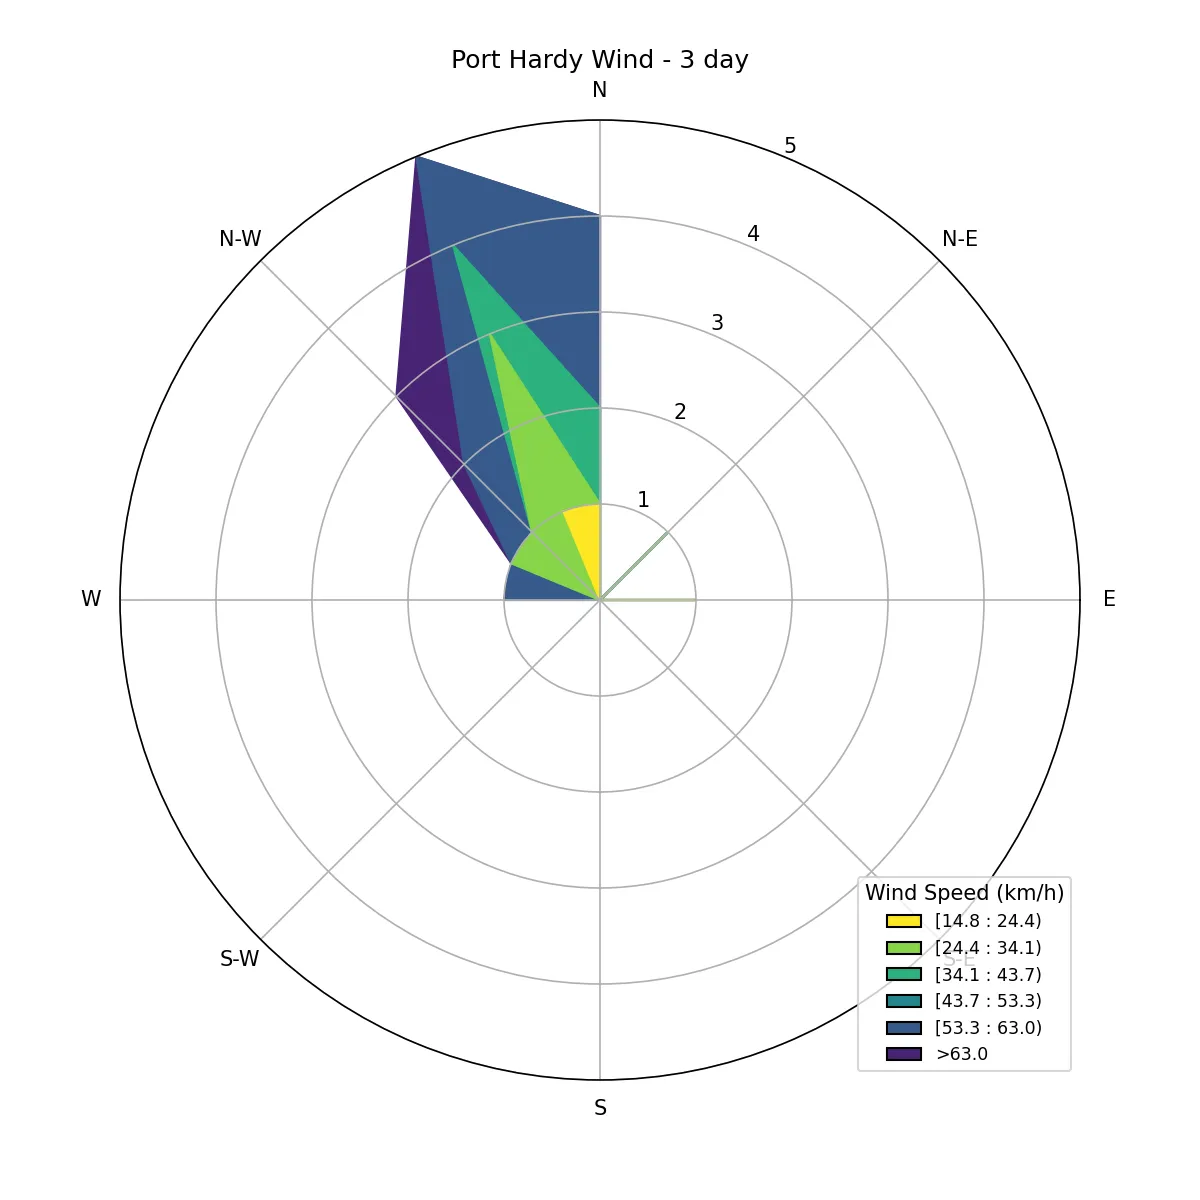 Port Hardy Wind - 3 day
N
5
4
N-W
N-E
3
2
1
W
E
Wind Speed (km/h)
[14.8 : 24.4)
[24.4 : 34.1)
S-W
S-E
[34.1 : 43.7)
[43.7 : 53.3)
[53.3 : 63.0)
>63.0
S